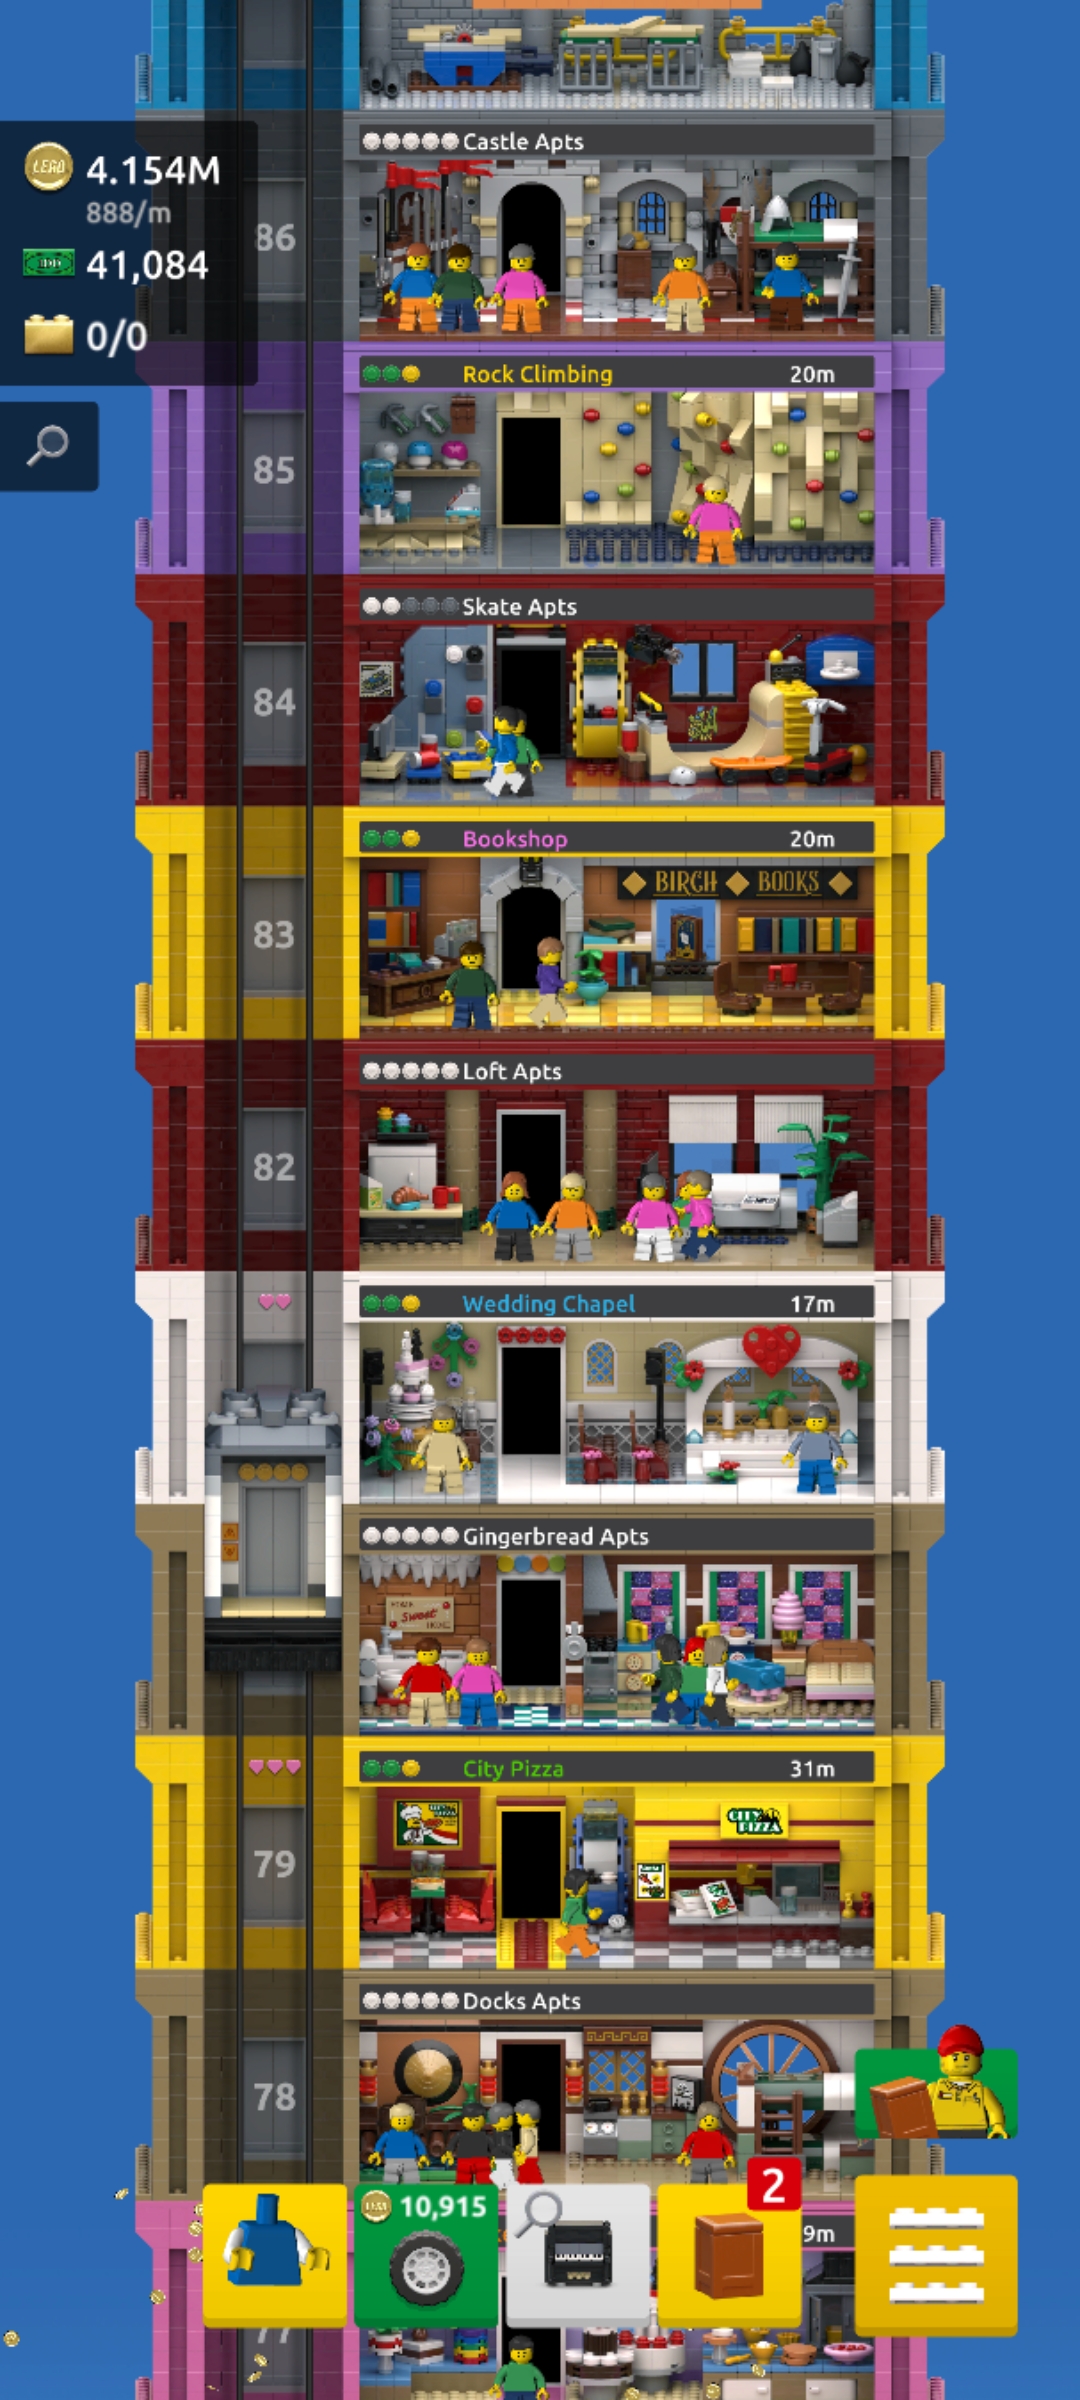 Castle Apts
LEGO
4.154M
888/m
86
41,084
0/0
Rock Climbing 20m
85
Skate Apts
84
Bookshop 20m
BIRCH BOOKS
83
Loft Apts
82
Wedding Chapel 17m
Gingerbread Apts
Sweet
City Pizza 31m
CITY PIZZA
79
Docks Apts
78
2
10,915
9m
77